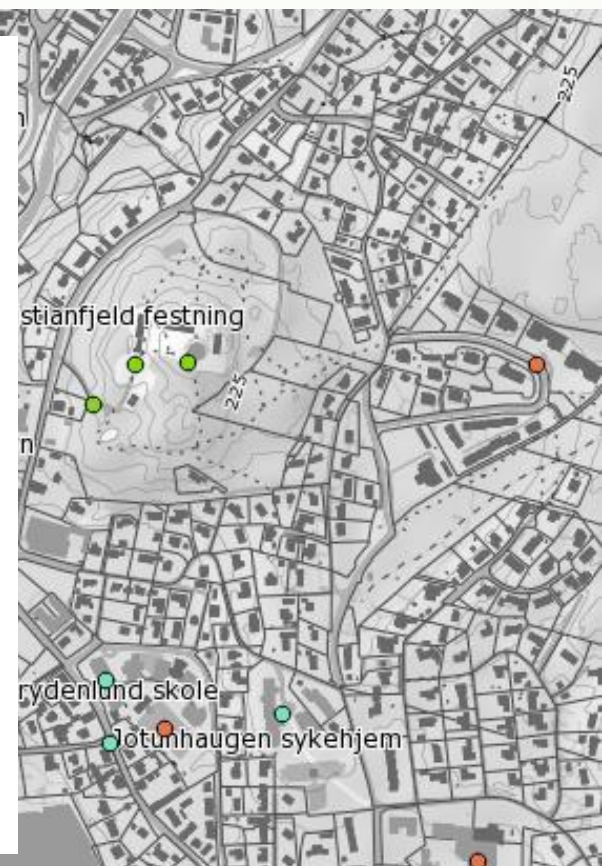 225
stianfjeld festning
225
n
rydenlund skole
Jotunhaugen sykehjem